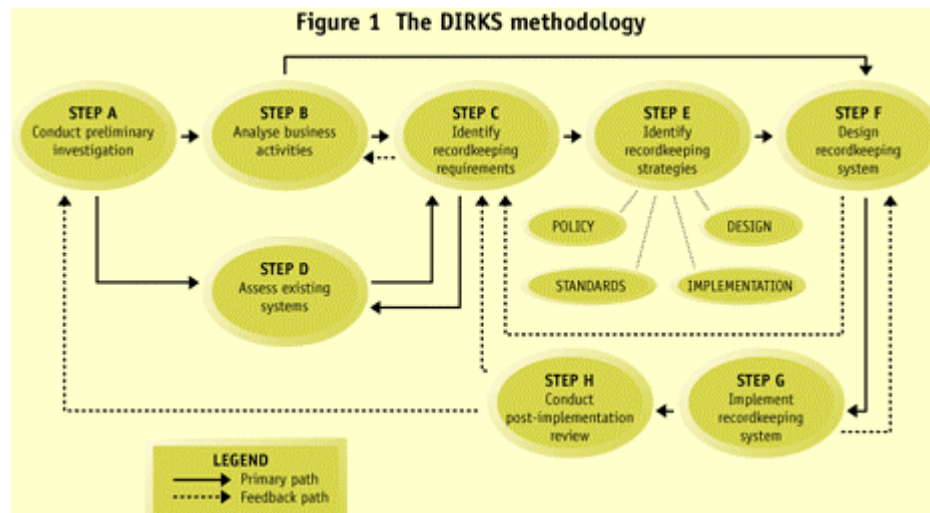 Figure 1 The DIRKS methodology
STEP A
Conduct preliminary
investigation
STEP B
Analyse business
activities
STEP C
Identify
recordkeeping
requirements
STEP E
Identify
recordkeeping
strategies
STEP F
Design
recordkeeping
system
POLICY
DESIGN
STANDARDS
IMPLEMENTATION
STEP D
Assess existing
systems
STEP H
Conduct
post-implementation
review
STEP G
Implement
recordkeeping
system
LEGEND
Primary path
Feedback path